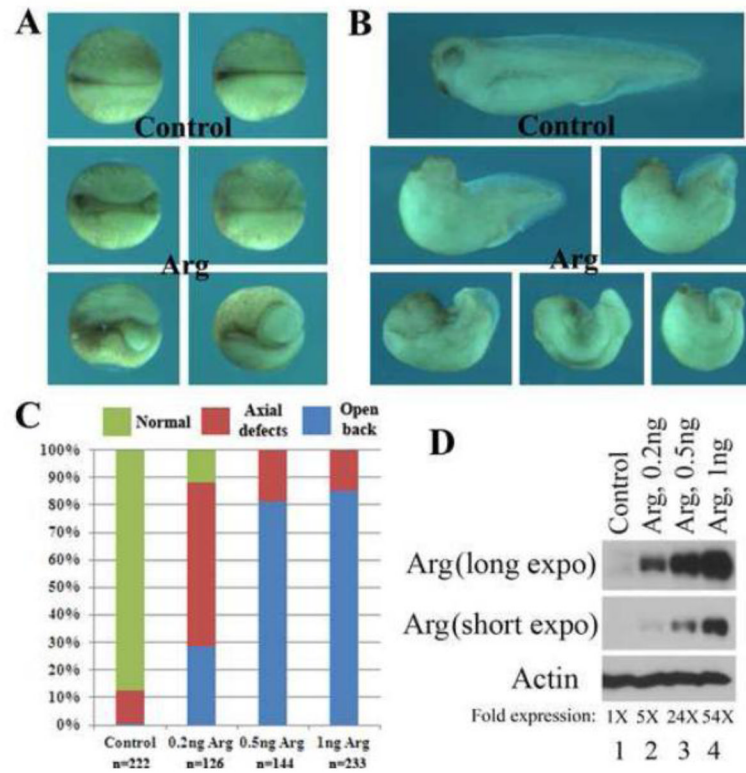 A
B
Control
Control
Arg
Arg
C
Normal
Axial
defects
Open
back
100%
90%
80%
70%
60%
50%
40%
30%
20%
10%
0%
Control
n=222
0.2ng Arg
n=126
0.5ng Arg
n=144
1ng Arg
n=233
D
Control
Arg, 0.2ng
Arg, 0.5ng
Arg, 1ng
Arg(long expo)
Arg(short expo)
Actin
Fold expression: 1X 5X 24X 54X
1 2 3 4